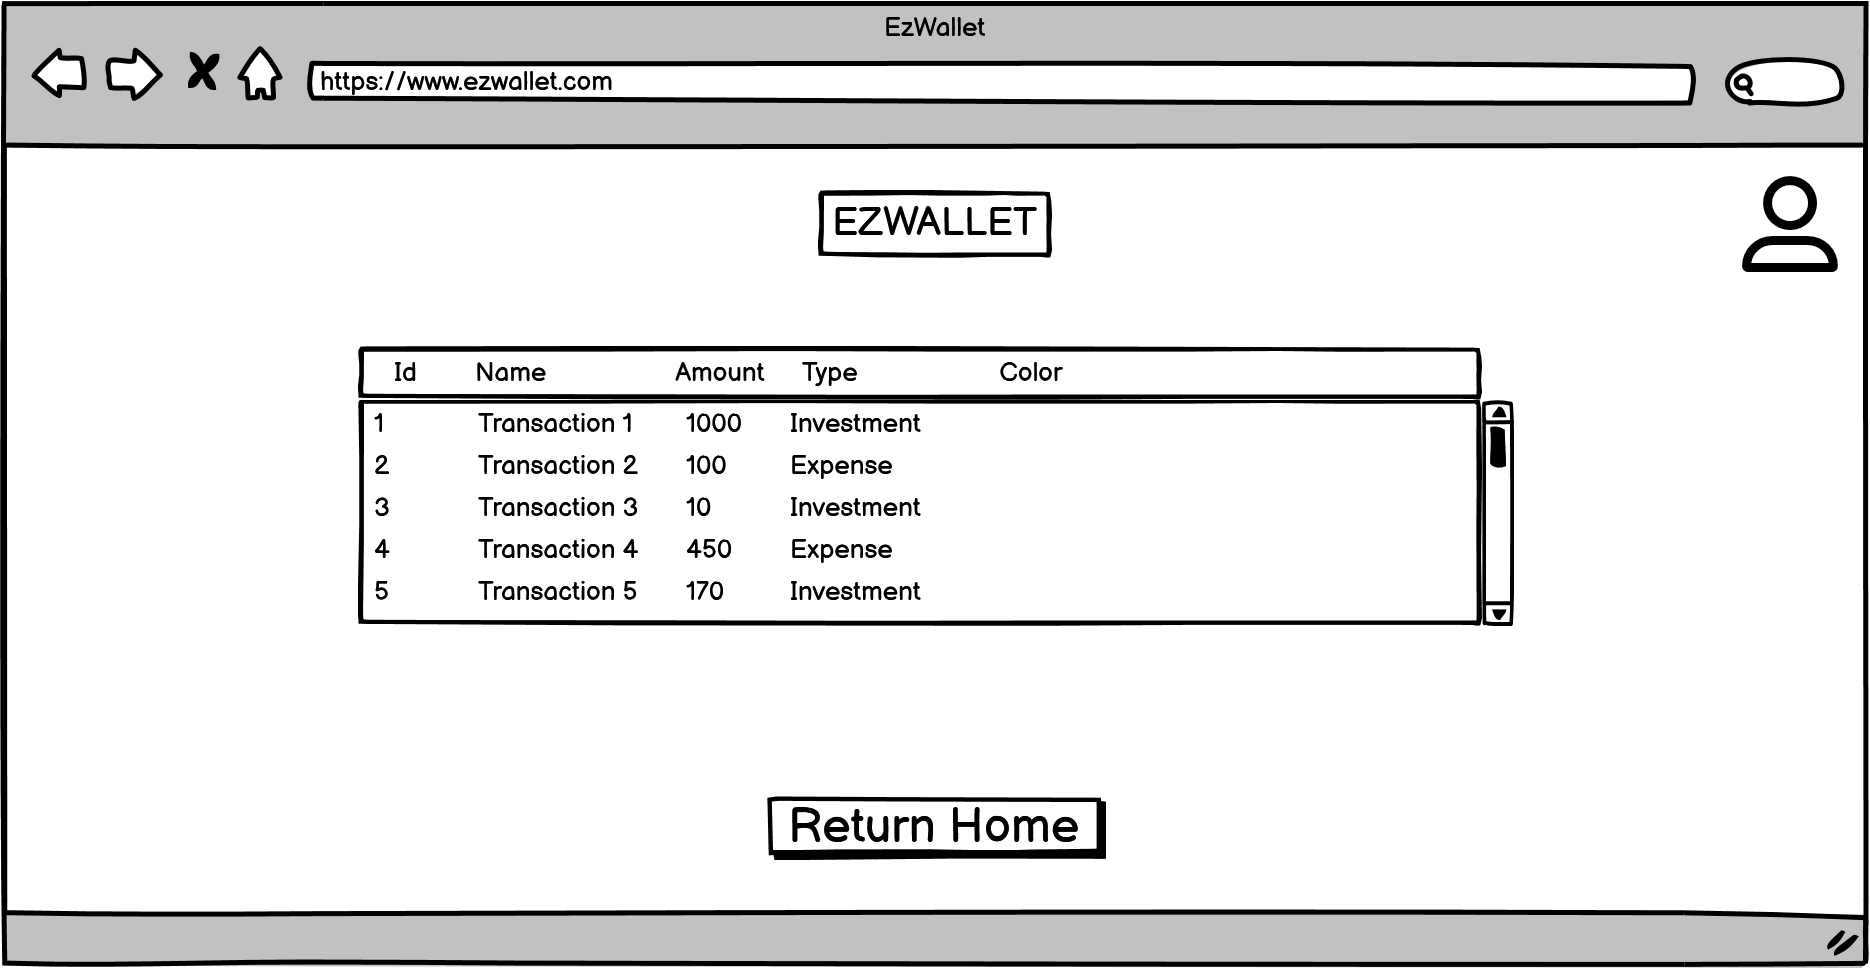 EzWallet
https://www.ezwallet.com
EZWALLET
Id Name Amount Type Color
1 Transaction 1 1000 Investment
2 Transaction 2 100 Expense
3 Transaction 3 10 Investment
4 Transaction 4 450 Expense
5 Transaction 5 170 Investment
Return Home